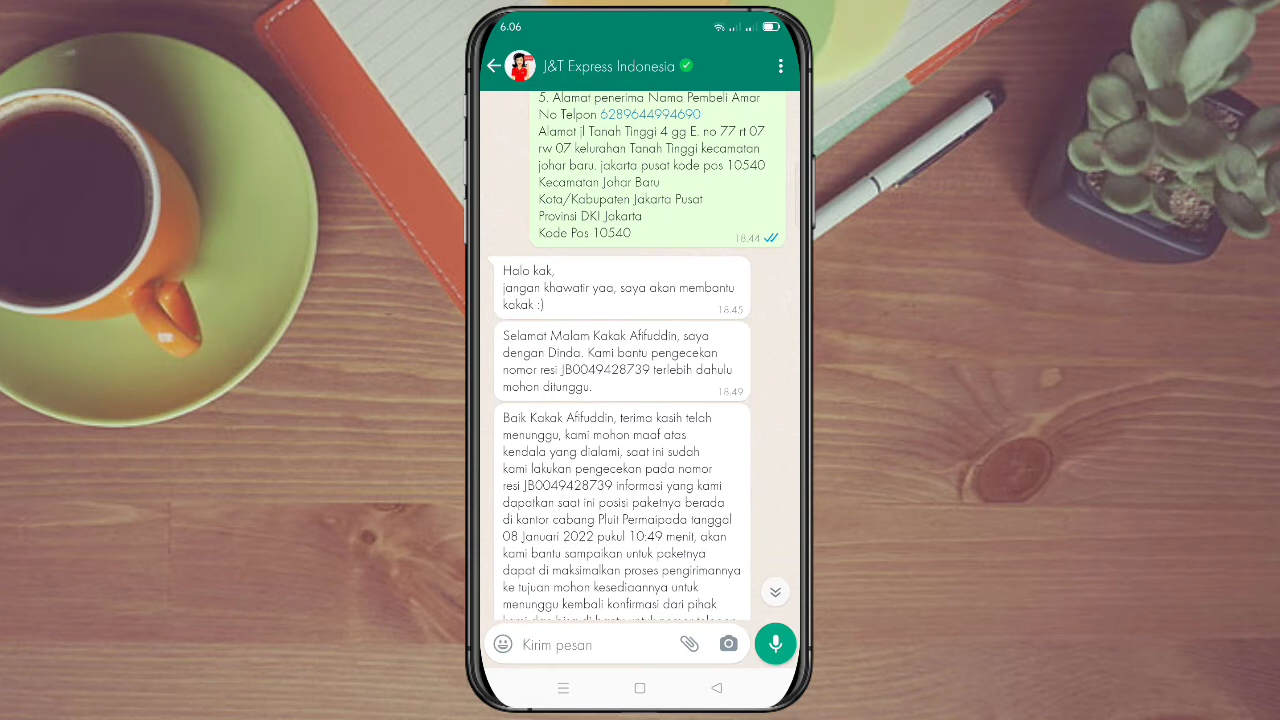 6.06
J&T Express Indonesia
5. Alamat penerima Nama Pembeli Amar
No Telpon 6289644994690
Alamat jl Tanah Tinggi 4 gg E. no 77 rt 07
rw 07 kelurahan Tanah Tinggi kecamatan
johar baru. jakarta pusat kode pos 10540
Kecamatan Johar Baru
Kota/Kabupaten Jakarta Pusat
Provinsi DKI Jakarta
Kode Pos 10540
18.44
Halo kak,
jangan khawatir yaa, saya akan membantu
kakak :)
18.45
Selamat Malam Kakak Afifuddin, saya
dengan Dinda. Kami bantu pengecekan
nomor resi JB0049428739 terlebih dahulu
mohon ditunggu.
18.49
Baik Kakak Afifuddin, terima kasih telah
menunggu, kami mohon maaf atas
kendala yang dialami, saat ini sudah
kami lakukan pengecekan pada nomor
resi JB0049428739 informasi yang kami
dapatkan saat ini posisi paketnya berada
di kantor cabang Pluit Permaipada tanggal
08 Januari 2022 pukul 10:49 menit, akan
kami bantu sampaikan untuk paketnya
dapat di maksimalkan proses pengirimannya
ke tujuan mohon kesediaannya untuk
menunggu kembali konfirmasi dari pihak
Kirim pesan